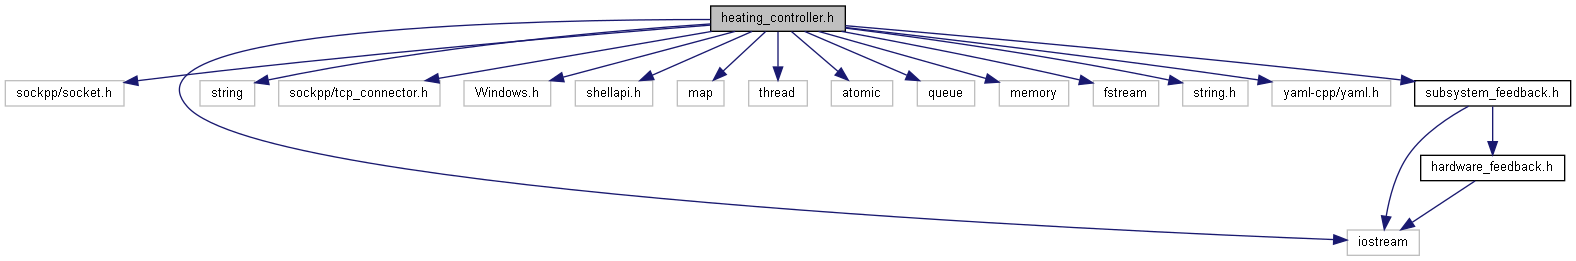 heating_controller.h
sockpp/socket.h
string
sockpp/tcp_connector.h
Windows.h
shellapi.h
map
thread
atomic
queue
memory
fstream
string.h
yaml-cpp/yaml.h
subsystem_feedback.h
hardware_feedback.h
iostream